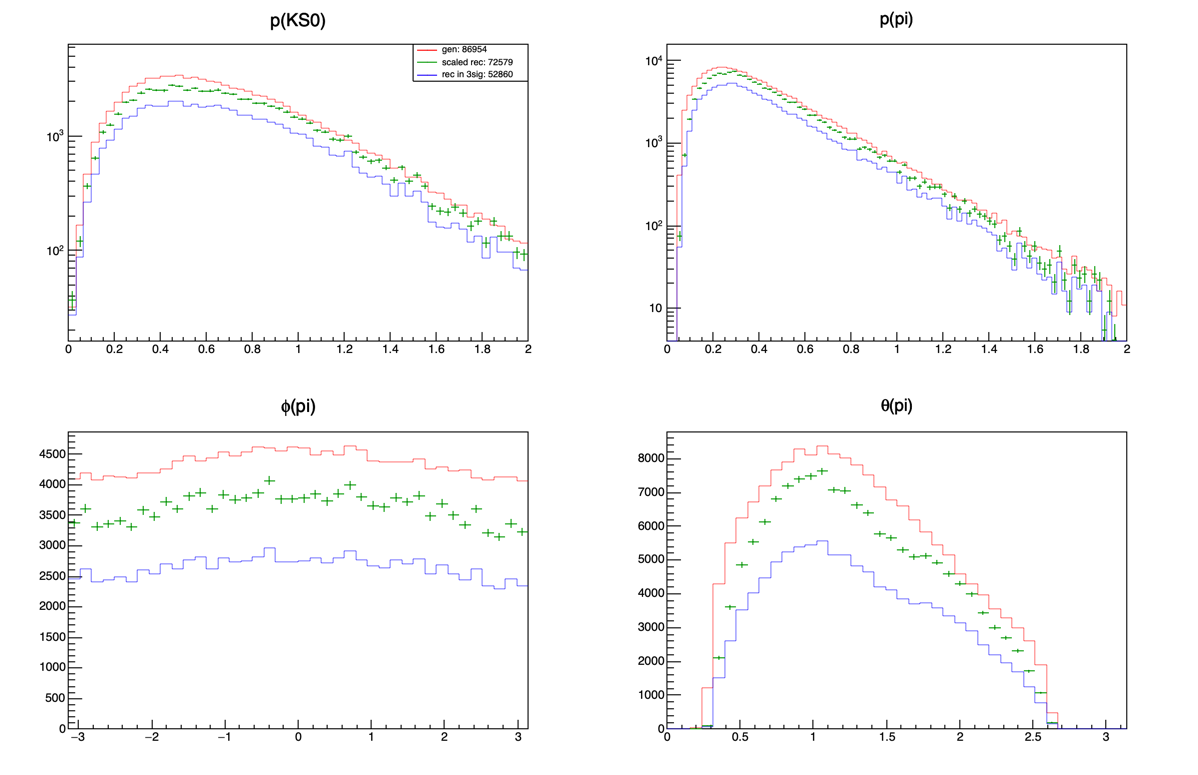 p(KS0)
gen: 86954
scaled rec: 72579
rec in 3sig: 52860
10³
10²
0 0.2 0.4 0.6 0.8 1 1.2 1.4 1.6 1.8 2
p(pi)
10⁴
10³
10²
10
0 0.2 0.4 0.6 0.8 1 1.2 1.4 1.6 1.8 2
ϕ(pi)
4500
4000
3500
3000
2500
2000
1500
1000
500
0
−3 −2 −1 0 1 2 3
θ(pi)
8000
7000
6000
5000
4000
3000
2000
1000
0
0 0.5 1 1.5 2 2.5 3